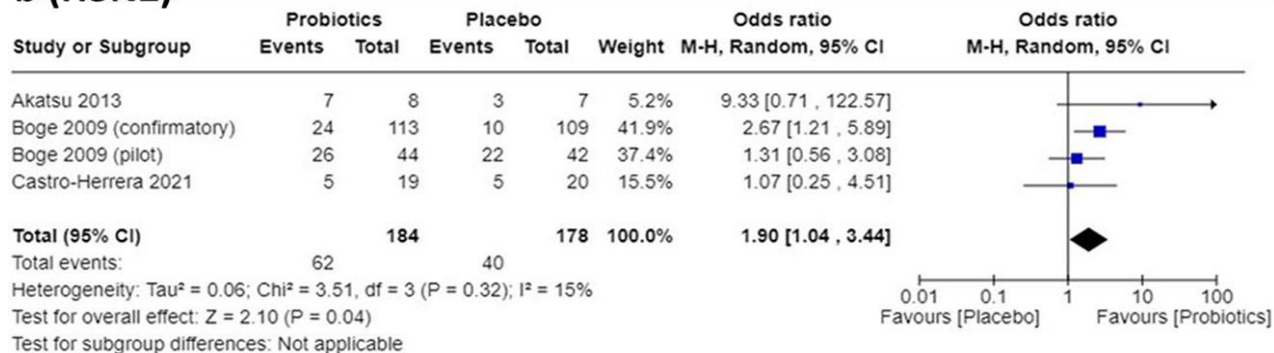 Probiotics Placebo Odds ratio Odds ratio
Study or Subgroup Events Total Events Total Weight M-H, Random, 95% CI M-H, Random, 95% CI
Akatsu 2013 7 8 3 7 5.2% 9.33 [0.71 , 122.57]
Boge 2009 (confirmatory) 24 113 10 109 41.9% 2.67 [1.21 , 5.89]
Boge 2009 (pilot) 26 44 22 42 37.4% 1.31 [0.56 , 3.08]
Castro-Herrera 2021 5 19 5 20 15.5% 1.07 [0.25 , 4.51]
Total (95% CI) 184 178 100.0% 1.90 [1.04 , 3.44]
Total events: 62 40
Heterogeneity: Tau² = 0.06; Chi² = 3.51, df = 3 (P = 0.32); I² = 15%
0.01 0.1 1 10 100
Test for overall effect: Z = 2.10 (P = 0.04)
Favours [Placebo] Favours [Probiotics]
Test for subgroup differences: Not applicable